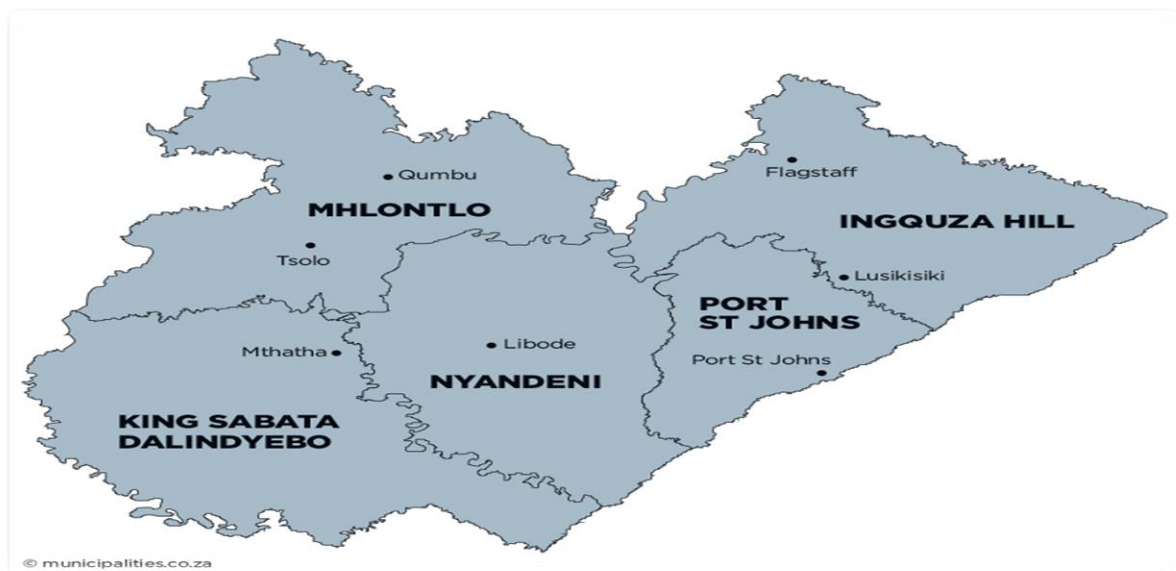 Flagstaff
Qumbu
MHLONTLO
INGQUZA HILL
Tsolo
Lusikisiki
PORT
ST JOHNS
Libode
Mthatha
Port St Johns
NYANDENI
KING SABATA
DALINDYEBO
© municipalities.co.za